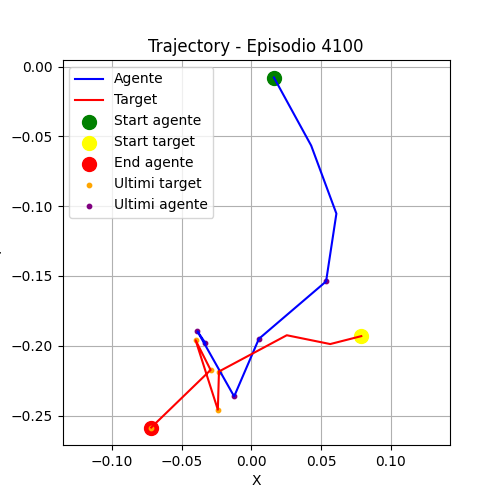 Trajectory - Episodio 4100
Agente
Target
Start agente
Start target
End agente
Ultimi target
Ultimi agente
0.00
−0.05
−0.10
−0.15
−0.20
−0.25
−0.10
−0.05
0.00
0.05
0.10
X